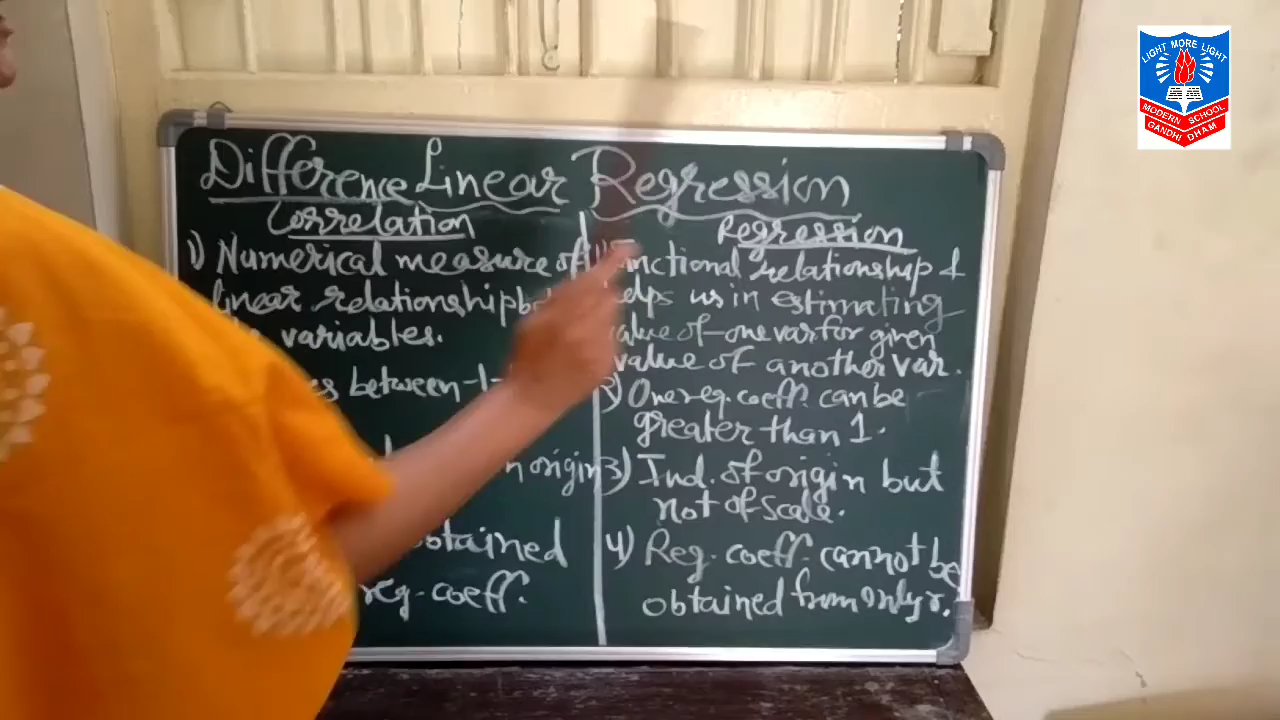 LIGHT MORE LIGHT
MODERN SCHOOL
GANDHI DHAM
Difference Linear Regression
Correlation
1) Numerical measure of
linear relationship
variables.
between -1
origin
obtained
reg. coeff.
Regression
Functional relationship &
helps us in estimating
value of one var for given
value of another var.
2) One reg. coeff. can be
greater than 1.
3) Ind. of origin but
not of scale.
4) Reg. coeff. cannot be
obtained from only r.